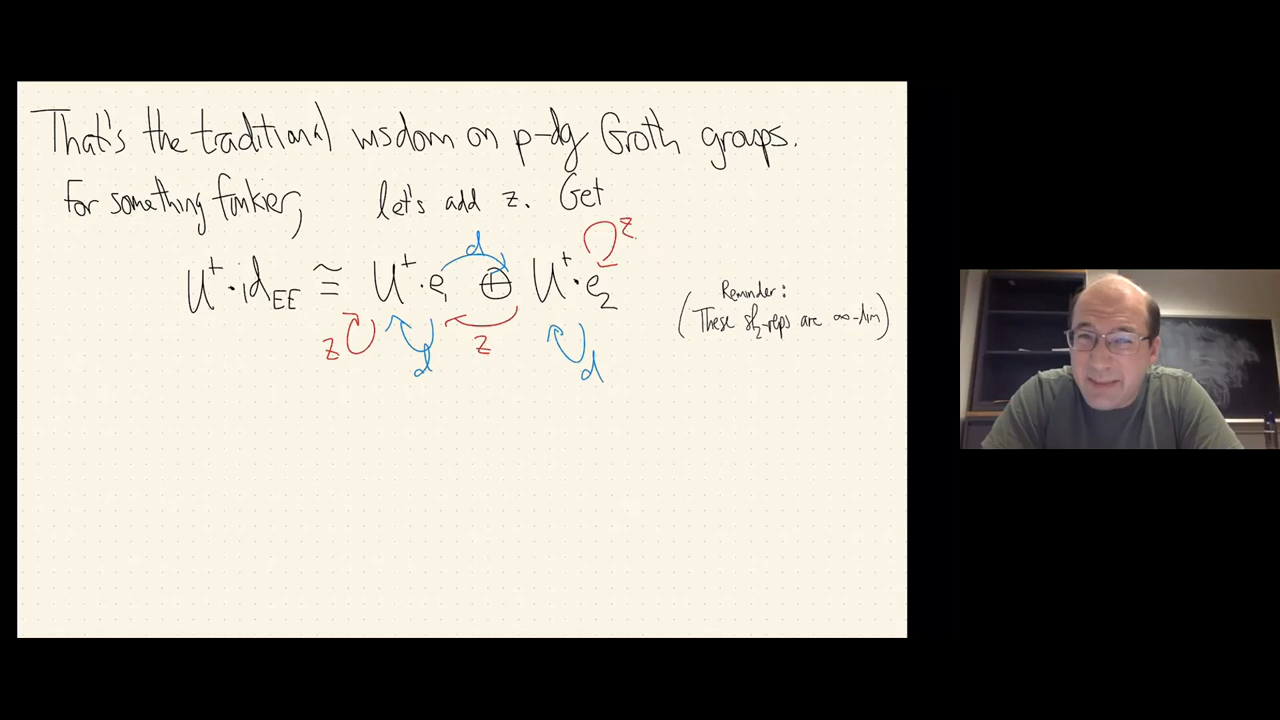 That's the traditional wisdom on p-dg Groth groups.
For something funkier, let's add z. Get
d z
U⁺·id_EE ≅ U⁺·e₁ ⊕ U⁺·e₂
z d z d
Reminder:
(These sl₂-reps are ∞-dim)